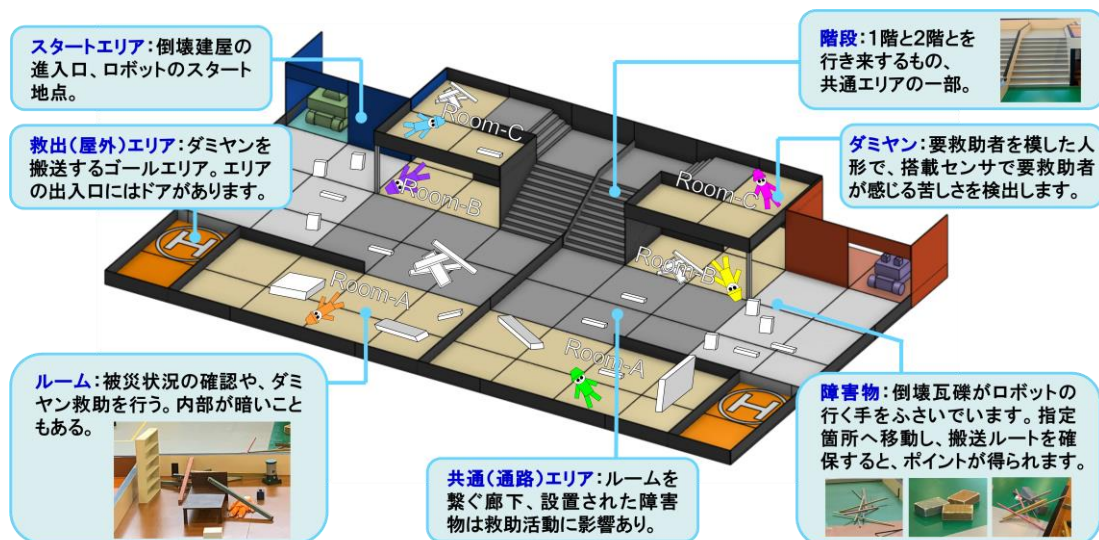 スタートエリア：倒壊建屋の
進入口、ロボットのスタート
地点。
階段：1階と2階とを
行き来するもの、
共通エリアの一部。
救出（屋外）エリア：ダミヤンを
搬送するゴールエリア。エリア
の出入口にはドアがあります。
ダミヤン：要救助者を模した人
形で、搭載センサで要救助者
が感じる苦しさを検出します。
Room-C
Room-B
Room-C
Room-B
Room-A
Room-A
H
H
ルーム：被災状況の確認や、ダミ
ヤン救助を行う。内部が暗いこと
もある。
共通（通路）エリア：ルームを
繋ぐ廊下、設置された障害
物は救助活動に影響あり。
障害物：倒壊瓦礫がロボットの
行く手をふさいでいます。指定
箇所へ移動し、搬送ルートを確
保すると、ポイントが得られます。